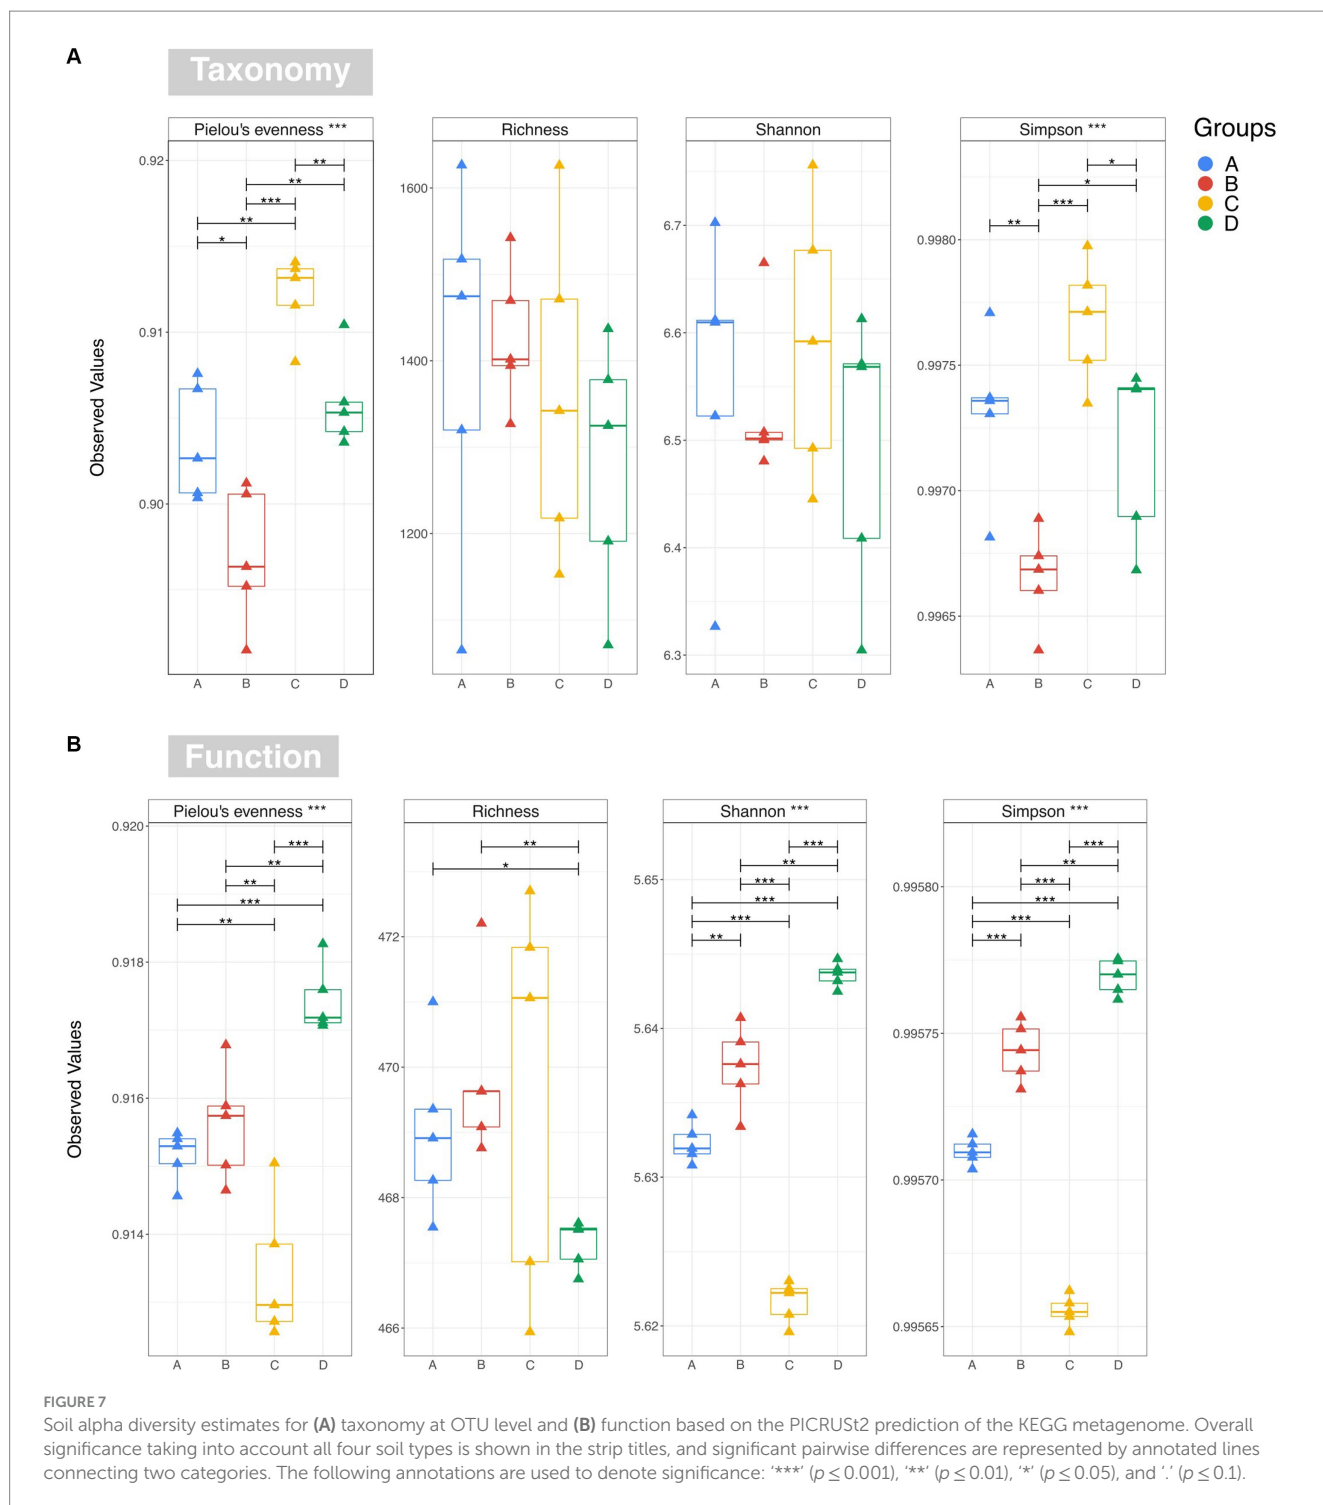 A
Taxonomy
Pielou's evenness ***
Richness
Shannon
Simpson ***
Groups
A
B
C
D
Observed Values
0.92
0.91
0.90
**
**
***
**
*
A B C D
1600
1400
1200
A B C D
6.7
6.6
6.5
6.4
6.3
A B C D
0.9980
0.9975
0.9970
0.9965
*
*
***
**
A B C D
B
Function
Pielou's evenness ***
Richness
Shannon ***
Simpson ***
Observed Values
0.920
0.918
0.916
0.914
***
**
**
***
**
A B C D
472
470
468
466
**
*
A B C D
5.65
5.64
5.63
5.62
***
**
***
***
***
**
A B C D
0.99580
0.99575
0.99570
0.99565
***
**
***
***
***
***
A B C D
FIGURE 7
Soil alpha diversity estimates for (A) taxonomy at OTU level and (B) function based on the PICRUSt2 prediction of the KEGG metagenome. Overall
significance taking into account all four soil types is shown in the strip titles, and significant pairwise differences are represented by annotated lines
connecting two categories. The following annotations are used to denote significance: '***' (p ≤ 0.001), '**' (p ≤ 0.01), '*' (p ≤ 0.05), and '.' (p ≤ 0.1).